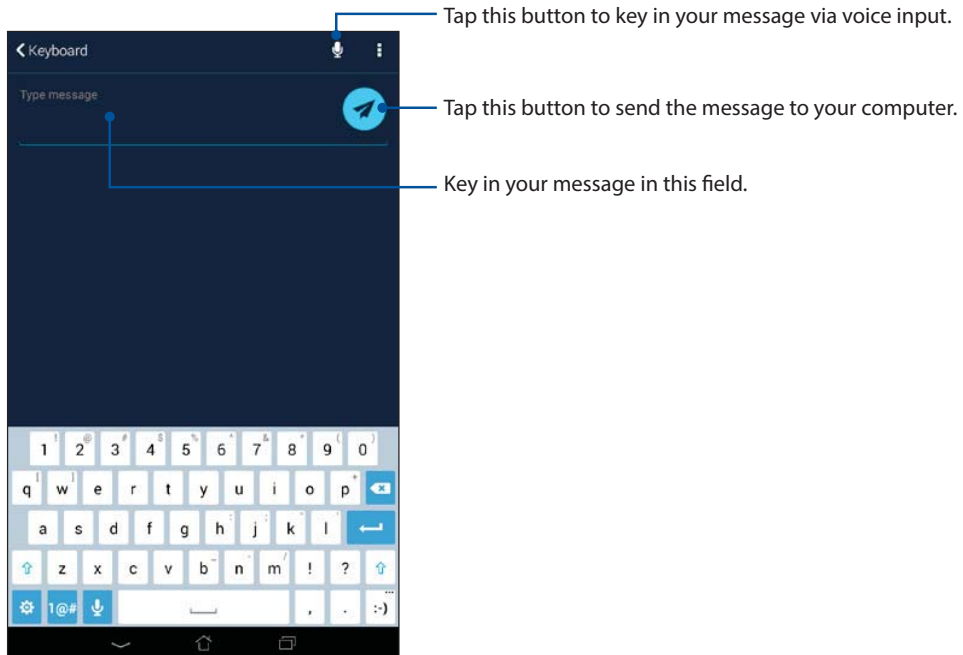 Tap this button to key in your message via voice input.
Keyboard
Type message
Tap this button to send the message to your computer.
Key in your message in this field.
1 ! 2 @ 3 # 4 $ 5 % 6 ^ 7 & 8 * 9 ( 0 )
q [ w ] e r t y u i o p +
a s d f g h ; j : k l
z x c v b - n m / ! ?
1@# , . :-) ...